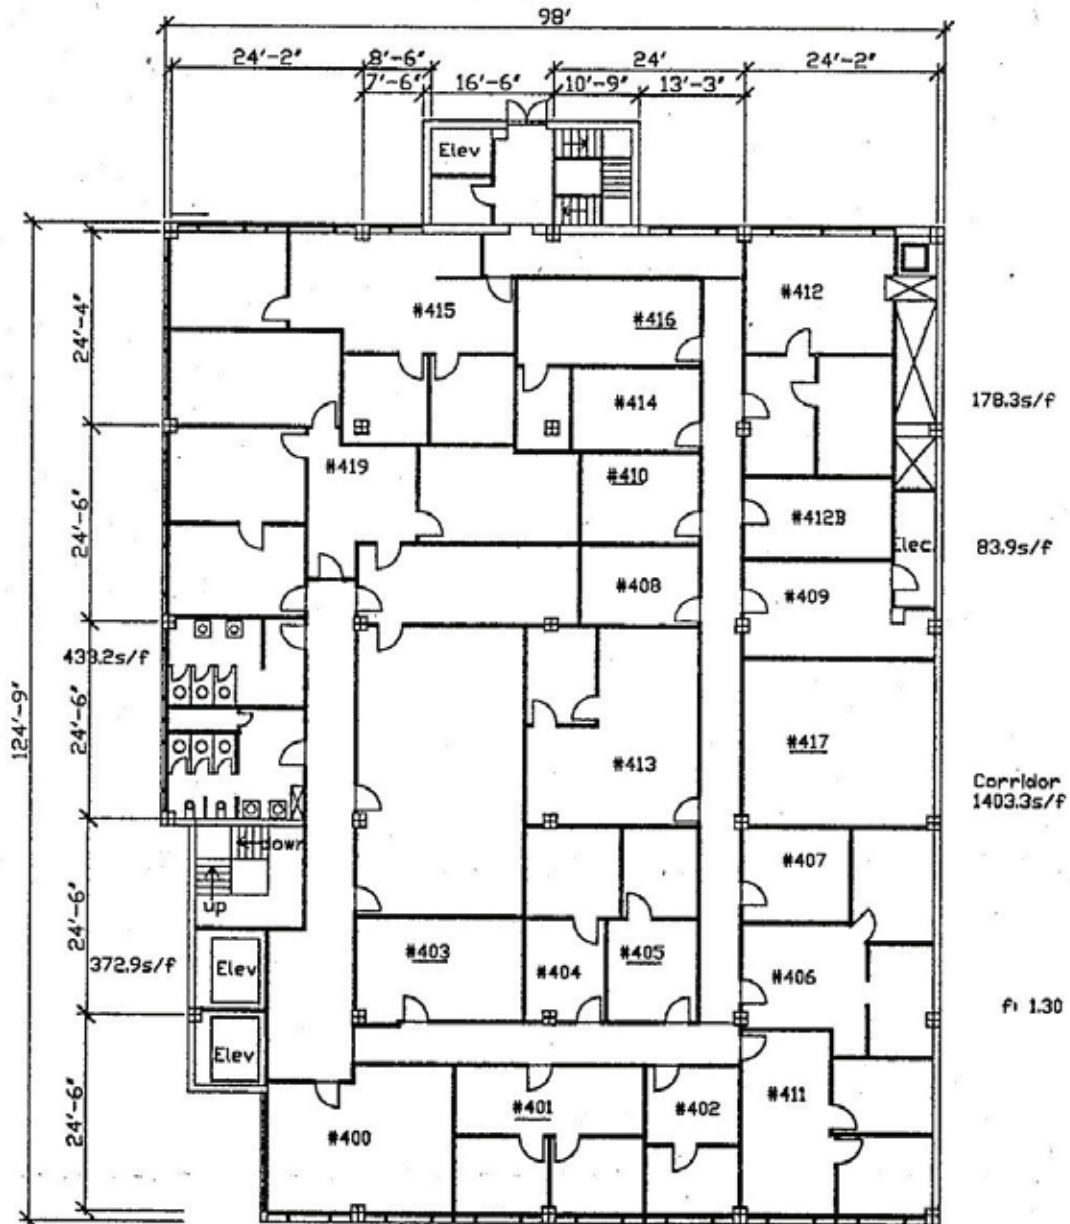 98'
24'-2"
8'-6"
24'
24'-2"
7'-6"
16'-6"
10'-9"
13'-3"
Elev
#412
#415
#416
24'-4"
178.3s/f
#414
#419
#410
#412B
24'-6"
Elec.
83.9s/f
#408
#409
433.2s/f
124'-9"
24'-6"
#417
#413
Corridor
1403.3s/f
down
#407
up
24'-6"
#403
#405
372.9s/f
Elev
#404
#406
f: 1.30
Elev
24'-6"
#401
#402
#411
#400